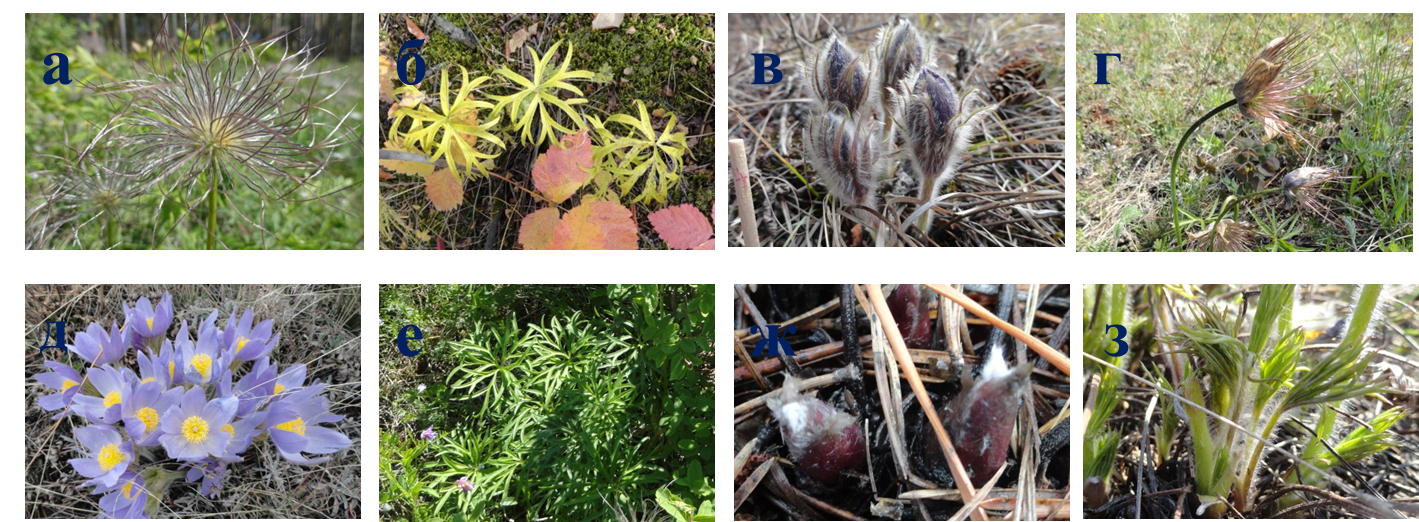 а б в г
д е ж з